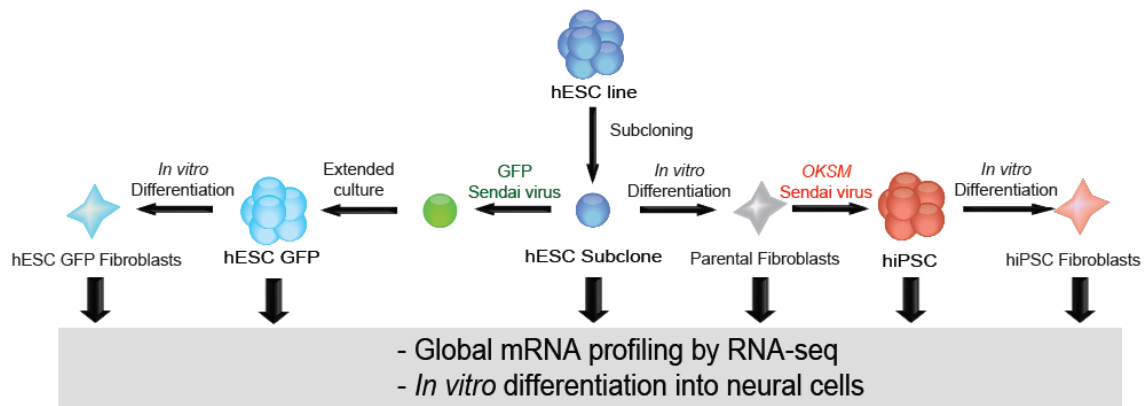 hESC line
Subcloning
In vitro
Differentiation
Extended
culture
GFP
Sendai virus
In vitro
Differentiation
OKSM
Sendai virus
In vitro
Differentiation
hESC GFP Fibroblasts
hESC GFP
hESC Subclone
Parental Fibroblasts
hiPSC
hiPSC Fibroblasts
- Global mRNA profiling by RNA-seq
- In vitro differentiation into neural cells